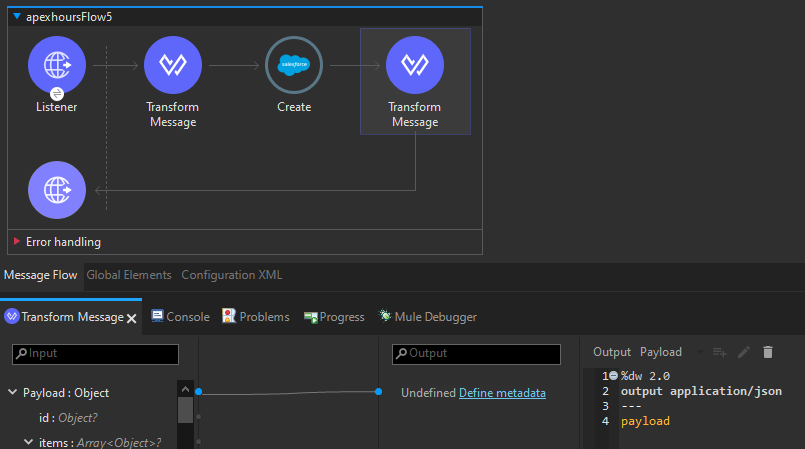 apexhoursFlow5
salesforce
Listener
Transform
Message
Create
Transform
Message
Error handling
Message Flow Global Elements Configuration XML
Transform Message Console Problems Progress Mule Debugger
Input
Output
Output Payload
Payload : Object
id : Object?
items : Array<Object>?
Undefined Define metadata
1 %dw 2.0
2 output application/json
3 ---
4 payload